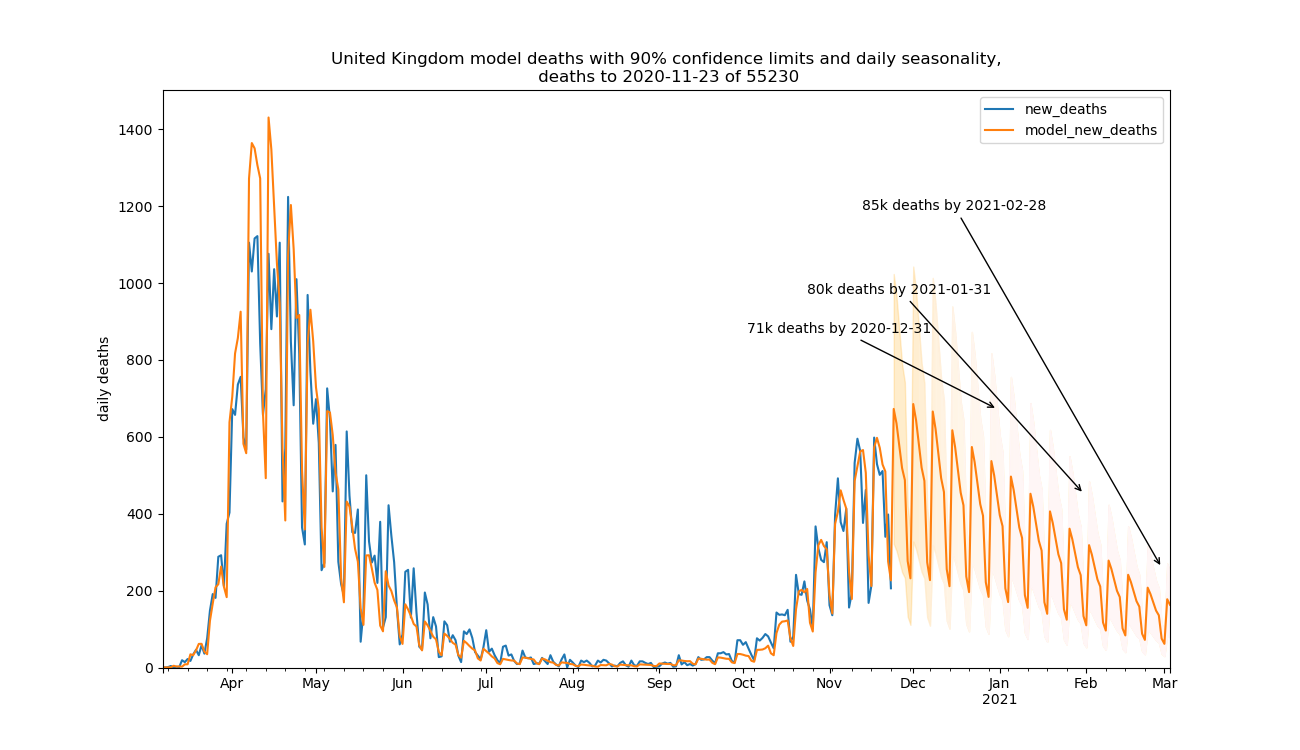 United Kingdom model deaths with 90% confidence limits and daily seasonality,
deaths to 2020-11-23 of 55230
new_deaths
model_new_deaths
85k deaths by 2021-02-28
80k deaths by 2021-01-31
71k deaths by 2020-12-31
daily deaths
1400
1200
1000
800
600
400
200
0
Apr May Jun Jul Aug Sep Oct Nov Dec Jan Feb Mar
2021